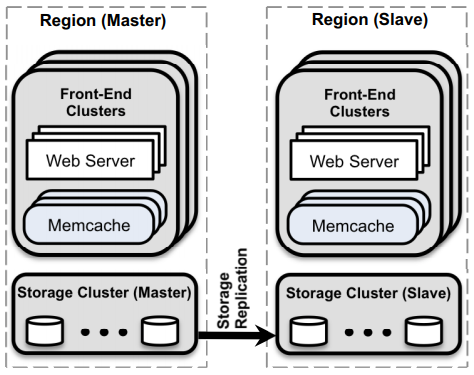 Region (Master)
Front-End
Clusters
Web Server
Memcache
Storage Cluster (Master)
Storage
Replication
Region (Slave)
Front-End
Clusters
Web Server
Memcache
Storage Cluster (Slave)